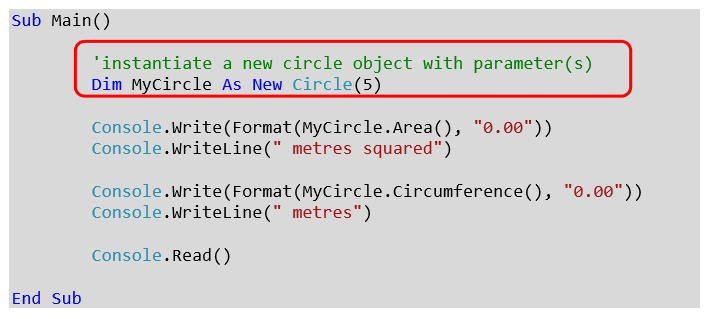 Sub Main()
'instantiate a new circle object with parameter(s)
Dim MyCircle As New Circle(5)
Console.Write(Format(MyCircle.Area(), "0.00"))
Console.WriteLine(" metres squared")
Console.Write(Format(MyCircle.Circumference(), "0.00"))
Console.WriteLine(" metres")
Console.Read()
End Sub